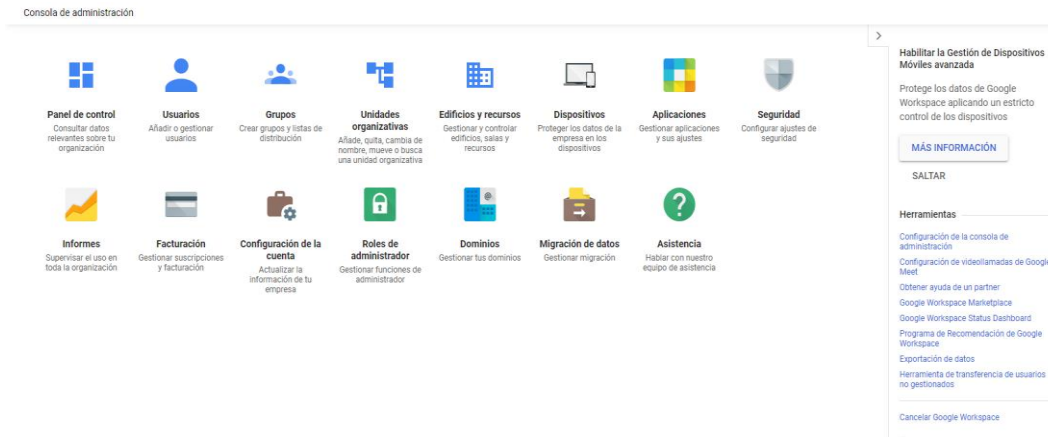 Consola de administración
Panel de control
Consultar datos
relevantes sobre tu
organización
Usuarios
Añadir o gestionar
usuarios
Grupos
Crear grupos y listas de
distribución
Unidades
organizativas
Añade, quita, cambia de
nombre, mueve o busca
una unidad organizativa
Edificios y recursos
Gestionar y controlar
edificios, salas y
recursos
Dispositivos
Proteger los datos de la
empresa en los
dispositivos
Aplicaciones
Gestionar aplicaciones
y sus ajustes
Seguridad
Configurar ajustes de
seguridad
Informes
Supervisar el uso en
toda la organización
Facturación
Gestionar suscripciones
y facturación
Configuración de la
cuenta
Actualizar la
información de tu
empresa
Roles de
administrador
Gestionar funciones de
administrador
Dominios
Gestionar tus dominios
Migración de datos
Gestionar migración
Asistencia
Hablar con nuestro
equipo de asistencia
Habilitar la Gestión de Dispositivos
Móviles avanzada
Protege los datos de Google
Workspace aplicando un estricto
control de los dispositivos
MÁS INFORMACIÓN
SALTAR
Herramientas
Configuración de la consola de
administración
Configuración de videollamadas de Google
Meet
Obtener ayuda de un partner
Google Workspace Marketplace
Google Workspace Status Dashboard
Programa de Recomendación de Google
Workspace
Exportación de datos
Herramienta de transferencia de usuarios
no gestionados
Cancelar Google Workspace